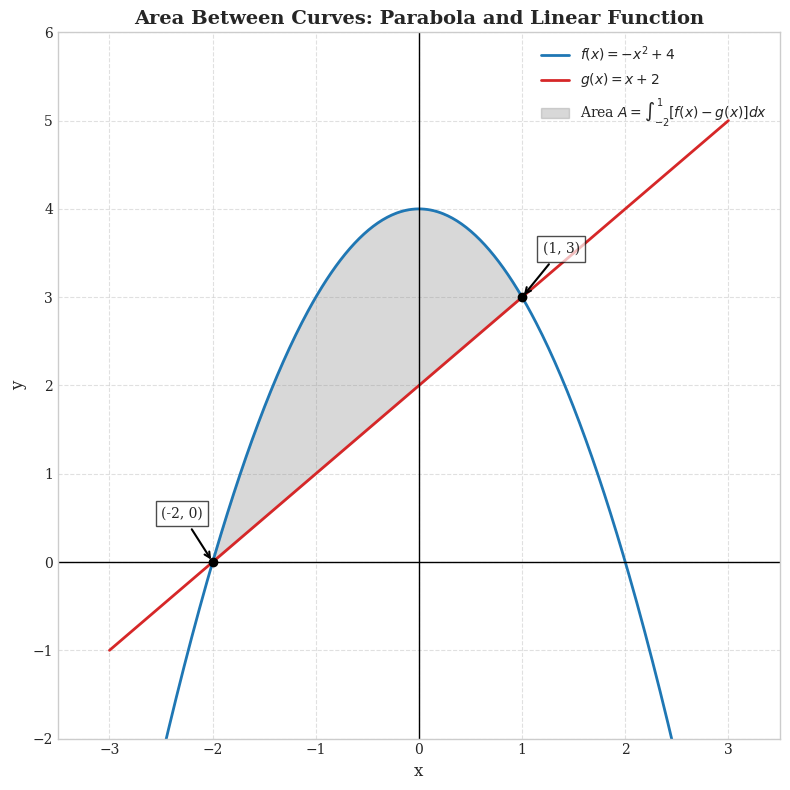 Area Between Curves: Parabola and Linear Function
f(x) = −x² + 4
g(x) = x + 2
Area A = ∫₋₂¹ [f(x) − g(x)]dx
6
5
4
3
2
1
0
−1
−2
y
(1, 3)
(-2, 0)
−3 −2 −1 0 1 2 3
x